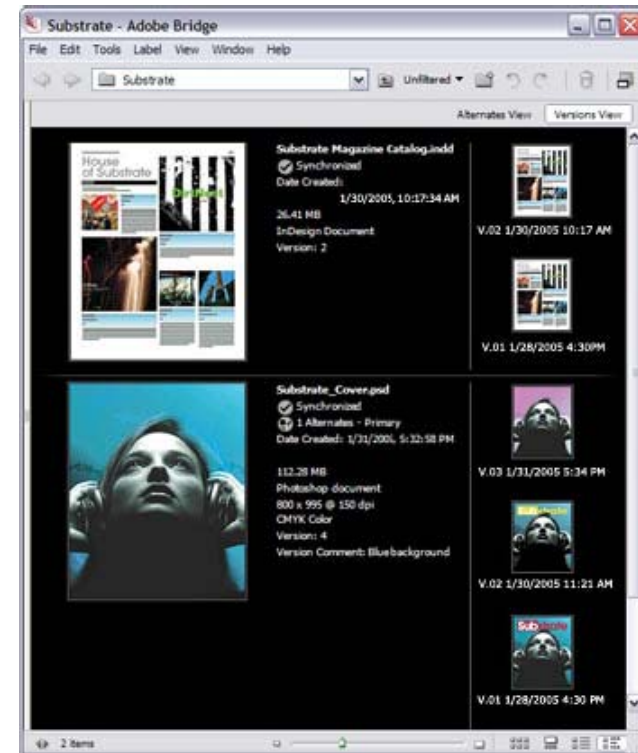 Substrate - Adobe Bridge
File Edit Tools Label View Window Help
Substrate
Unfiltered
Alternates View Versions View
House
of Substrate
Substrate Magazine Catalog.indd
Synchronized
Date Created:
1/30/2005, 10:17:34 AM
26.41 MB
InDesign Document
Version: 2
V.02 1/30/2005 10:17 AM
V.01 1/28/2005 4:30PM
Substrate_Cover.psd
Synchronized
1 Alternates - Primary
Date Created: 1/31/2005, 5:32:58 PM
112.28 MB
Photoshop document
800 x 995 @ 150 dpi
CMYK Color
Version: 4
Version Comment: Blue background
V.03 1/31/2005 5:34 PM
Substrate
V.02 1/30/2005 11:21 AM
Substrate
V.01 1/28/2005 4:30 PM
2 items